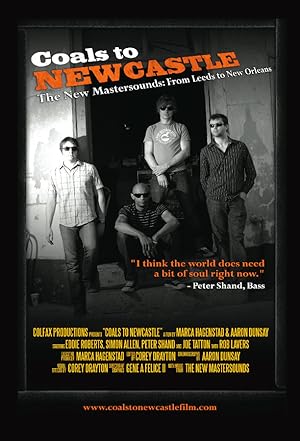 Coals to
NEWCASTLE
The New Mastersounds: From Leeds to New Orleans
"I think the world does need
a bit of soul right now."
- Peter Shand, Bass
COLFAX PRODUCTIONS PRESENTS "COALS TO NEWCASTLE" A FILM BY MARCA HAGENSTAD & AARON DUNSAY
STARRING EDDIE ROBERTS, SIMON ALLEN, PETER SHAND AND JOE TATTON WITH ROB LAVERS
MARCA HAGENSTAD COREY DRAYTON AARON DUNSAY
COREY DRAYTON GENE A FELICE II THE NEW MASTERSOUNDS
www.coalstonewcastlefilm.com